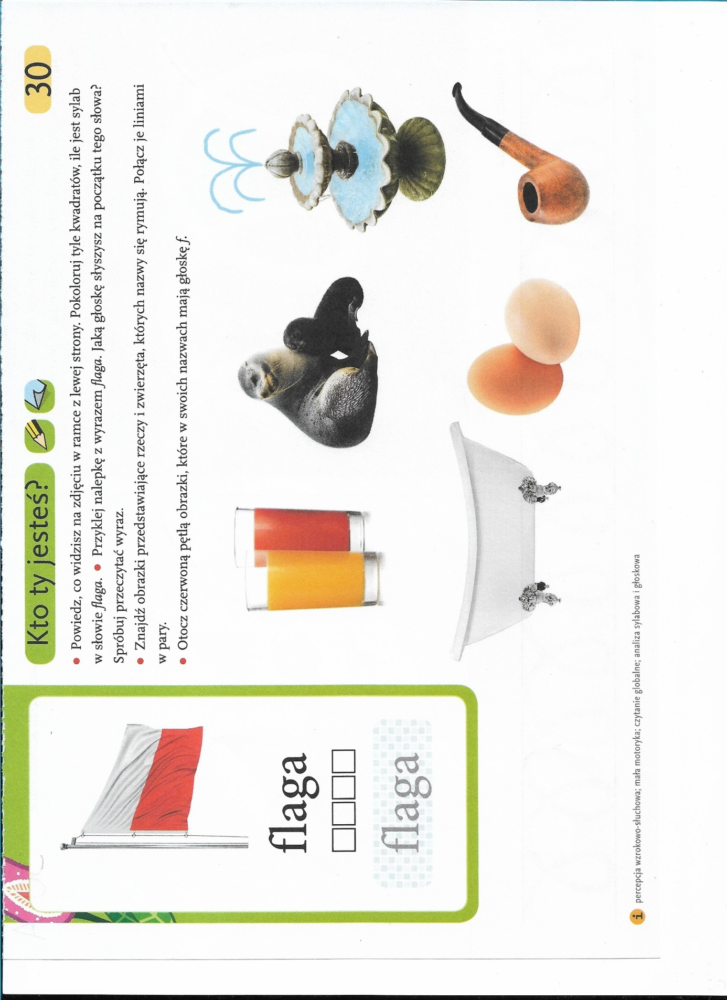 Kto ty jesteś?
30
• Powiedz, co widzisz na zdjęciu w ramce z lewej strony. Pokoloruj tyle kwadratów, ile jest sylab
w słowie flaga. • Przyklej nalepkę z wyrazem flaga. Jaką głoskę słyszysz na początku tego słowa?
Spróbuj przeczytać wyraz.
• Znajdź obrazki przedstawiające rzeczy i zwierzęta, których nazwy się rymują. Połącz je liniami
w pary.
• Otocz czerwoną pętlą obrazki, które w swoich nazwach mają głoskę f.
flaga
flaga
i percepcja wzrokowo-słuchowa; mała motoryka; czytanie globalne; analiza sylabowa i głoskowa